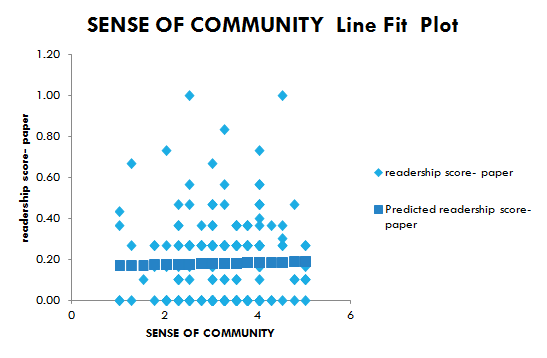 SENSE OF COMMUNITY Line Fit Plot
1.20
1.00
0.80
0.60
0.40
0.20
0.00
0 2 4 6
readership score- paper
SENSE OF COMMUNITY
readership score- paper
Predicted readership score-
paper